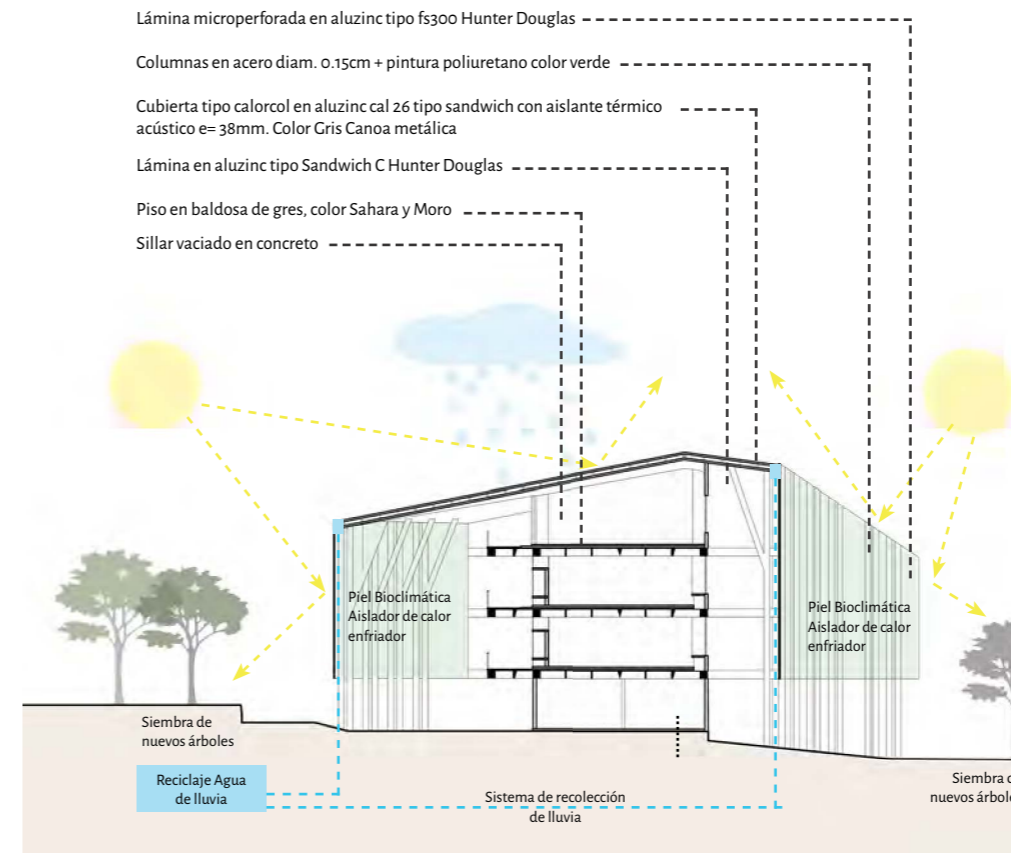 Lámina microperforada en aluzinc tipo fs300 Hunter Douglas
Columnas en acero diam. 0.15cm + pintura poliuretano color verde
Cubierta tipo calorcol en aluzinc cal 26 tipo sandwich con aislante térmico
acústico e= 38mm. Color Gris Canoa metálica
Lámina en aluzinc tipo Sandwich C Hunter Douglas
Piso en baldosa de gres, color Sahara y Moro
Sillar vaciado en concreto
Piel Bioclimática
Aislador de calor
enfriador
Piel Bioclimática
Aislador de calor
enfriador
Siembra de
nuevos árboles
Reciclaje Agua
de lluvia
Sistema de recolección
de lluvia
Siembra
nuevos